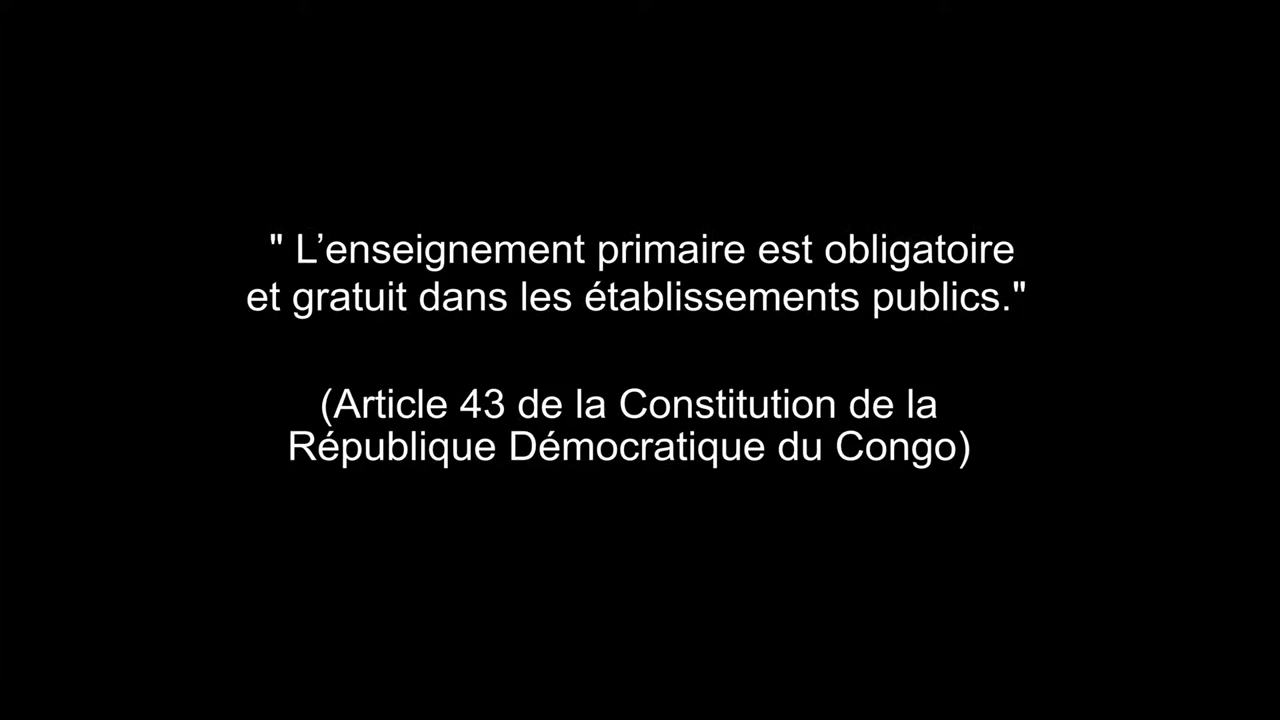 " L’enseignement primaire est obligatoire
et gratuit dans les établissements publics."
(Article 43 de la Constitution de la
République Démocratique du Congo)